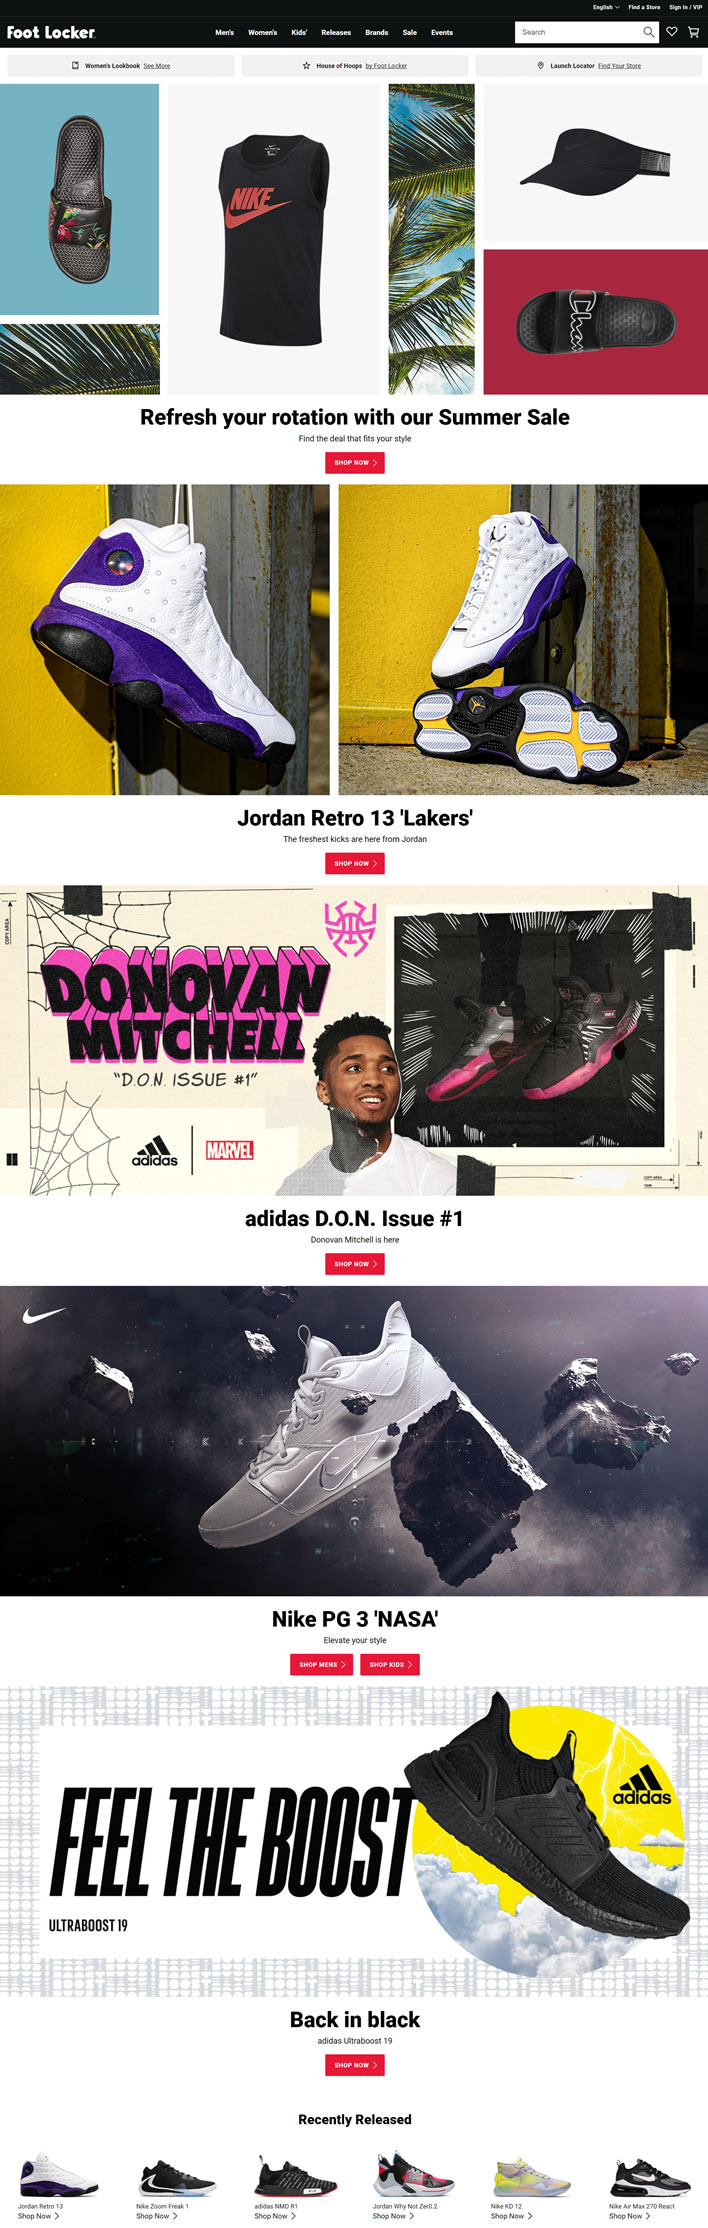 English
Find a Store
Sign In / VIP
Foot Locker
Men's
Women's
Kids'
Releases
Brands
Sale
Events
Search
Women's Lookbook See More
House of Hoops by Foot Locker
Launch Locator Find Your Store
NIKE
Cham
Refresh your rotation with our Summer Sale
Find the deal that fits your style
SHOP NOW
Jordan Retro 13 'Lakers'
The freshest kicks are here from Jordan
SHOP NOW
COPY AREA
DONOVAN
MITCHELL
"D.O.N. ISSUE #1"
adidas
MARVEL
COPY AREA
TRIM
adidas D.O.N. Issue #1
Donovan Mitchell is here
SHOP NOW
Nike PG 3 'NASA'
Elevate your style
SHOP MENS
SHOP KIDS
FEEL THE BOOST
ULTRABOOST 19
adidas
Back in black
adidas Ultraboost 19
SHOP NOW
Recently Released
Jordan Retro 13
Shop Now
Nike Zoom Freak 1
Shop Now
adidas NMD R1
Shop Now
Jordan Why Not Zer0.2
Shop Now
Nike KD 12
Shop Now
Nike Air Max 270 React
Shop Now